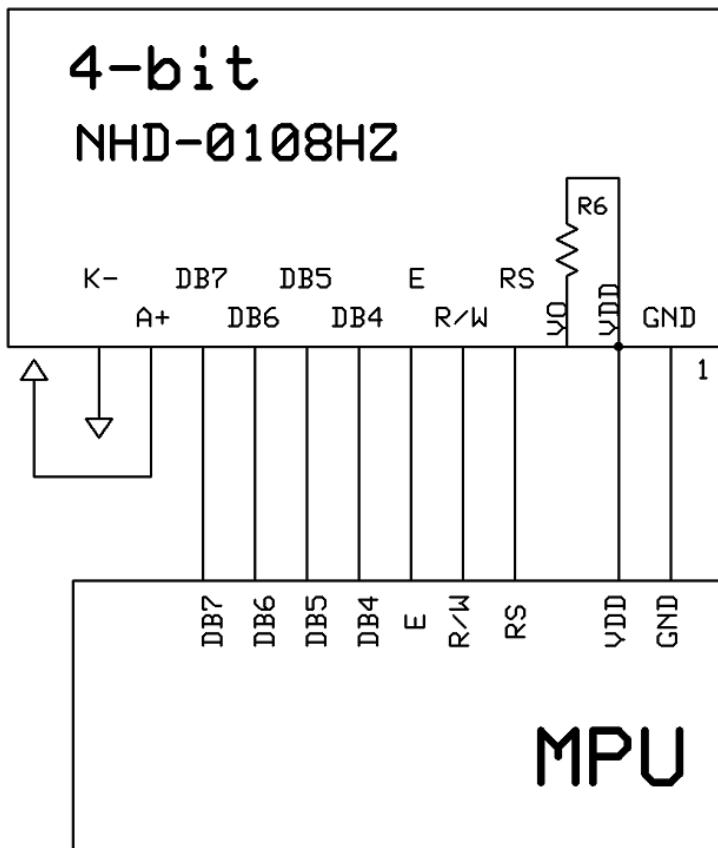 4-bit
NHD-0108HZ
R6
K- DB7 DB5 E RS
A+ DB6 DB4 R/W VO VDD GND
1
DB7 DB6 DB5 DB4 E R/W RS VDD GND
MPU